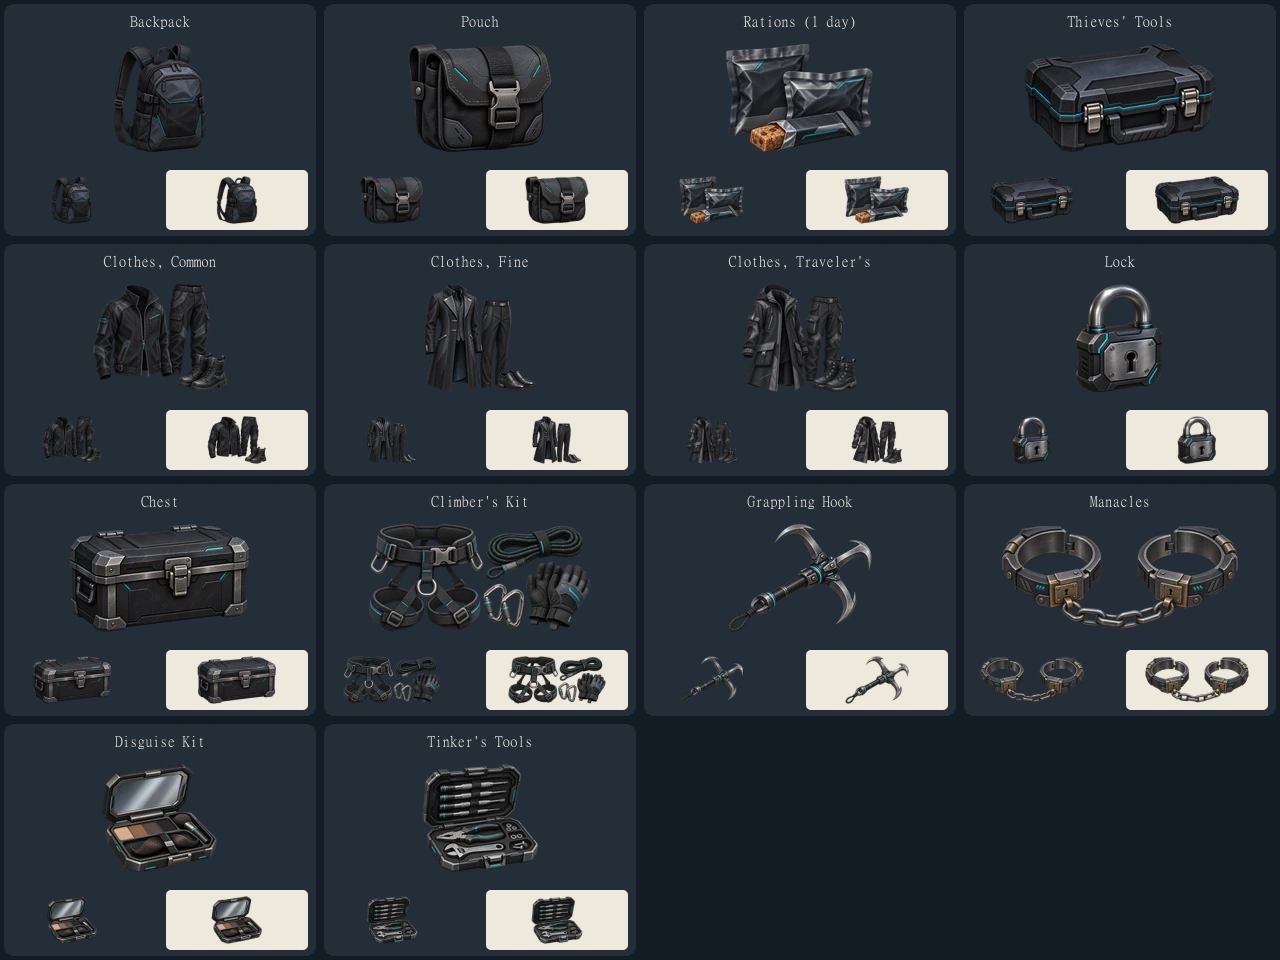 Backpack
Pouch
Rations (1 day)
Thieves' Tools
Clothes, Common
Clothes, Fine
Clothes, Traveler's
Lock
Chest
Climber's Kit
Grappling Hook
Manacles
Disguise Kit
Tinker's Tools